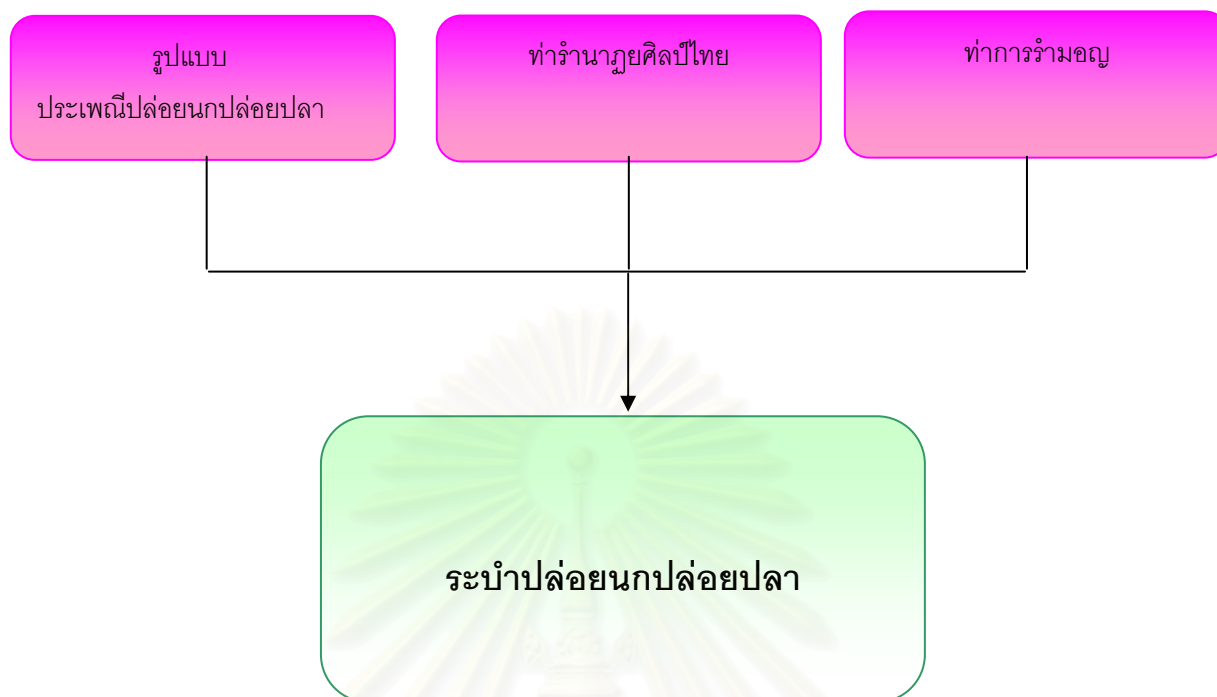 รูปแบบ
ประเพณีปล่อยนกปล่อยปลา
ท่ารำนาฏยศิลป์ไทย
ท่าการรำมอญ
ระบำปล่อยนกปล่อยปลา